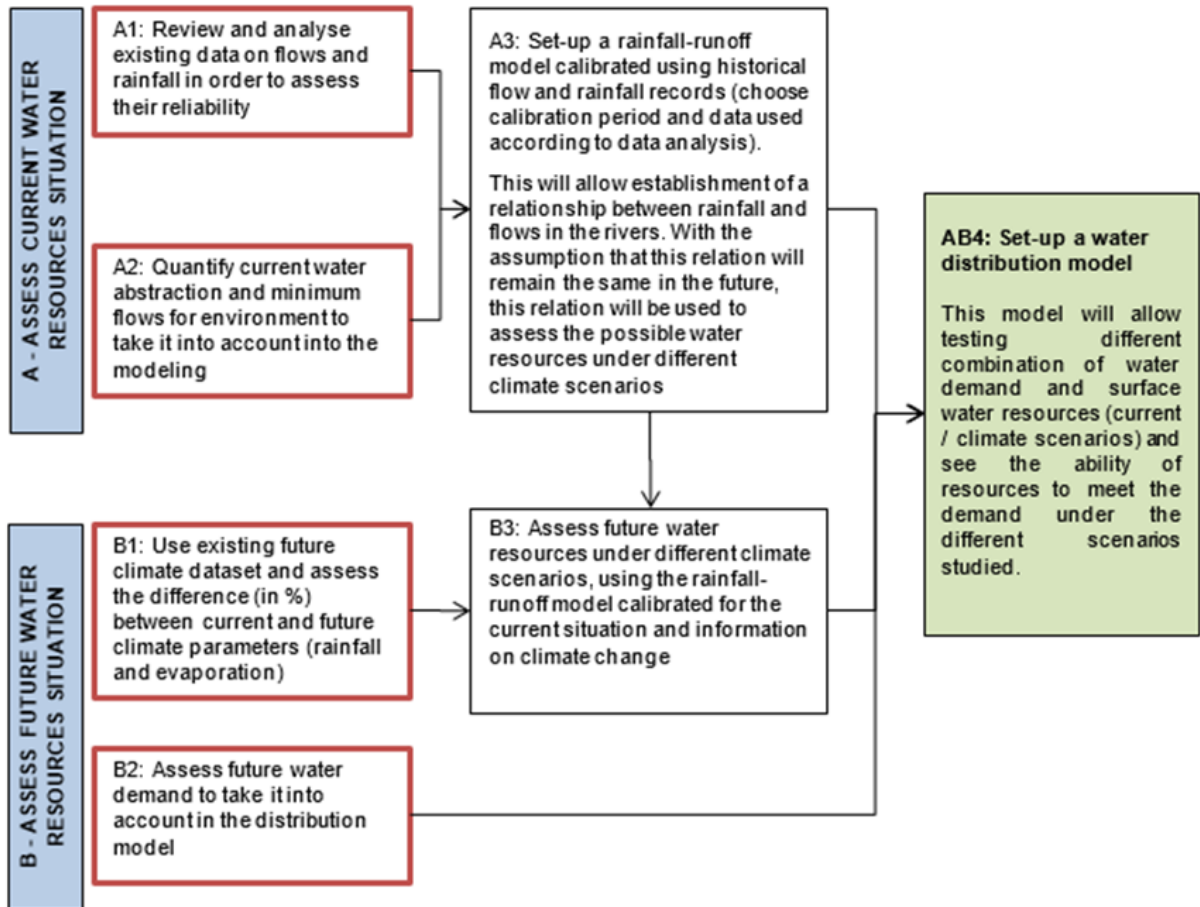 A - ASSESS CURRENT WATER
RESOURCES SITUATION
A1: Review and analyse
existing data on flows and
rainfall in order to assess
their reliability
A2: Quantify current water
abstraction and minimum
flows for environment to
take it into account into the
modeling
A3: Set-up a rainfall-runoff
model calibrated using historical
flow and rainfall records (choose
calibration period and data used
according to data analysis).
This will allow establishment of a
relationship between rainfall and
flows in the rivers. With the
assumption that this relation will
remain the same in the future,
this relation will be used to
assess the possible water
resources under different
climate scenarios
B - ASSESS FUTURE WATER
RESOURCES SITUATION
B1: Use existing future
climate dataset and assess
the difference (in %)
between current and future
climate parameters (rainfall
and evaporation)
B2: Assess future water
demand to take it into
account in the distribution
model
B3: Assess future water
resources under different climate
scenarios, using the rainfall-
runoff model calibrated for the
current situation and information
on climate change
AB4: Set-up a water
distribution model
This model will allow
testing different
combination of water
demand and surface
water resources (current
/ climate scenarios) and
see the ability of
resources to meet the
demand under the
different scenarios
studied.